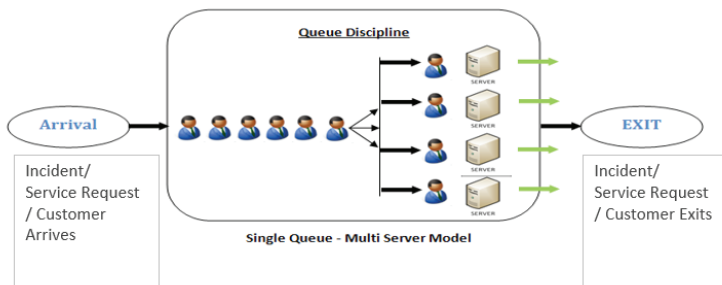 Queue Discipline
SERVER
SERVER
SERVER
SERVER
Arrival
EXIT
Incident/
Service Request
/ Customer
Arrives
Incident/
Service Request
/ Customer Exits
Single Queue - Multi Server Model